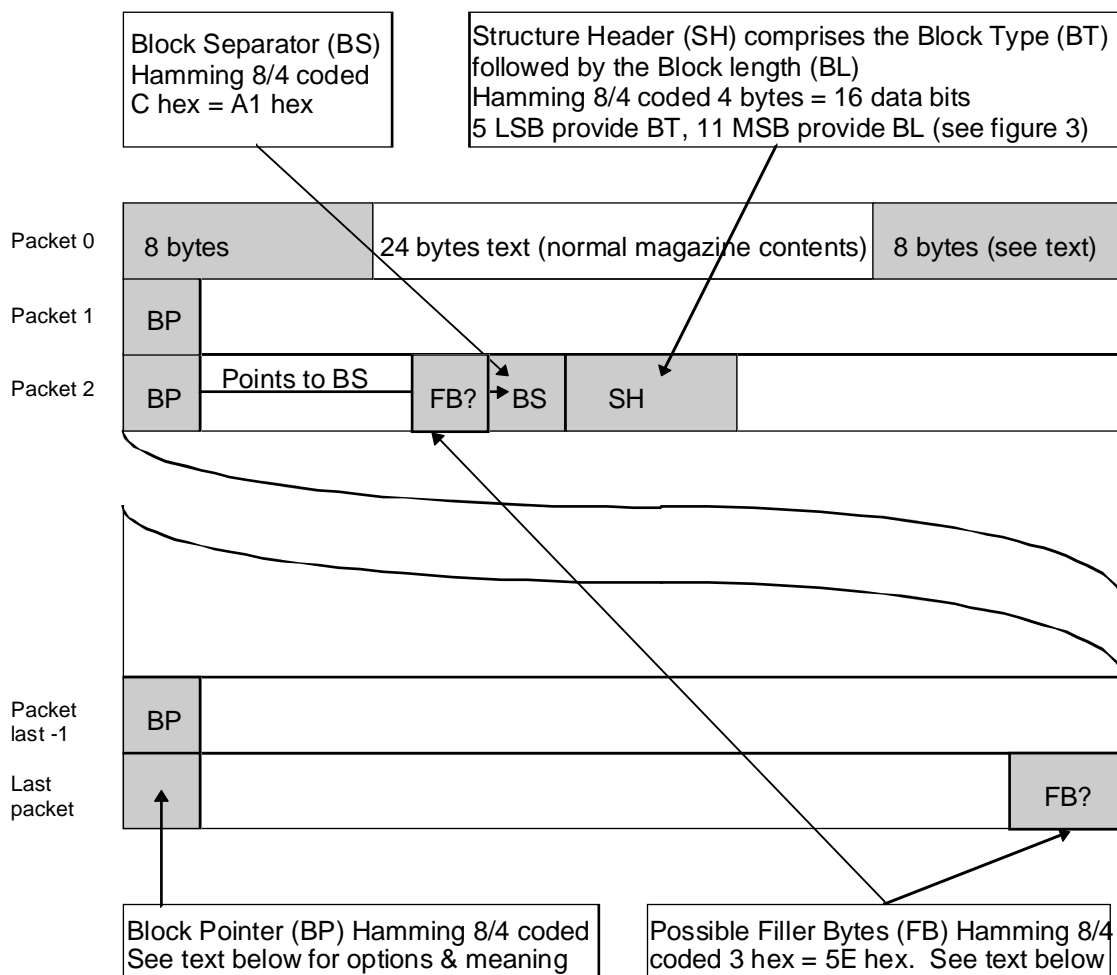 Block Separator (BS)
Hamming 8/4 coded
C hex = A1 hex
Structure Header (SH) comprises the Block Type (BT)
followed by the Block length (BL)
Hamming 8/4 coded 4 bytes = 16 data bits
5 LSB provide BT, 11 MSB provide BL (see figure 3)
Packet 0
8 bytes
24 bytes text (normal magazine contents)
8 bytes (see text)
Packet 1
BP
Packet 2
BP
Points to BS
FB?
BS
SH
Packet
last -1
BP
Last
packet
FB?
Block Pointer (BP) Hamming 8/4 coded
See text below for options & meaning
Possible Filler Bytes (FB) Hamming 8/4
coded 3 hex = 5E hex. See text below